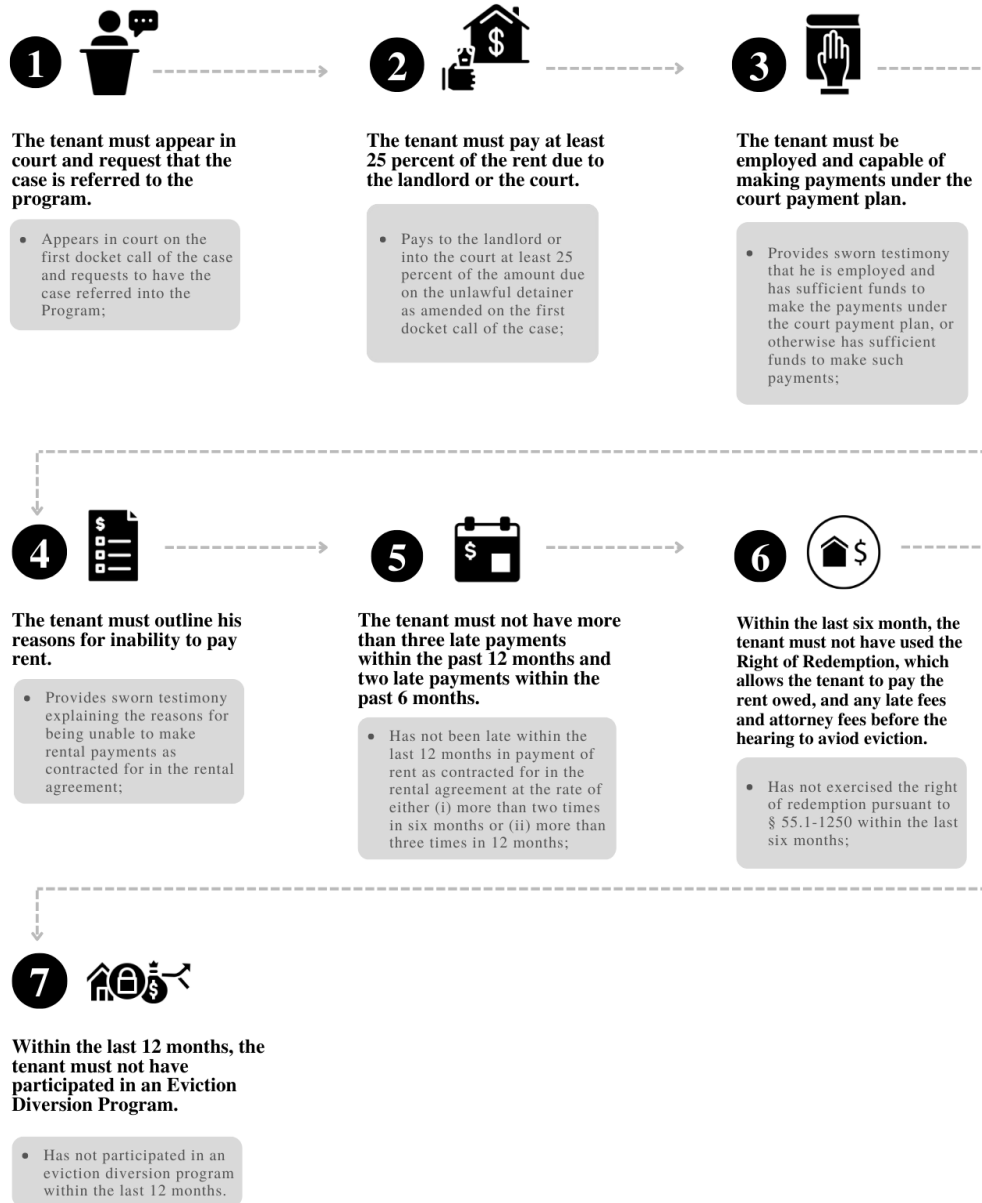 1
The tenant must appear in
court and request that the
case is referred to the
program.
• Appears in court on the
first docket call of the case
and requests to have the
case referred into the
Program;
2
$
The tenant must pay at least
25 percent of the rent due to
the landlord or the court.
• Pays to the landlord or
into the court at least 25
percent of the amount due
on the unlawful detainer
as amended on the first
docket call of the case;
3
The tenant must be
employed and capable of
making payments under the
court payment plan.
• Provides sworn testimony
that he is employed and
has sufficient funds to
make the payments under
the court payment plan, or
otherwise has sufficient
funds to make such
payments;
4
$
The tenant must outline his
reasons for inability to pay
rent.
• Provides sworn testimony
explaining the reasons for
being unable to make
rental payments as
contracted for in the rental
agreement;
5
$
The tenant must not have more
than three late payments
within the past 12 months and
two late payments within the
past 6 months.
• Has not been late within the
last 12 months in payment of
rent as contracted for in the
rental agreement at the rate of
either (i) more than two times
in six months or (ii) more than
three times in 12 months;
6
$
Within the last six month, the
tenant must not have used the
Right of Redemption, which
allows the tenant to pay the
rent owed, and any late fees
and attorney fees before the
hearing to aviod eviction.
• Has not exercised the right
of redemption pursuant to
§ 55.1-1250 within the last
six months;
7
$
Within the last 12 months, the
tenant must not have
participated in an Eviction
Diversion Program.
• Has not participated in an
eviction diversion program
within the last 12 months.